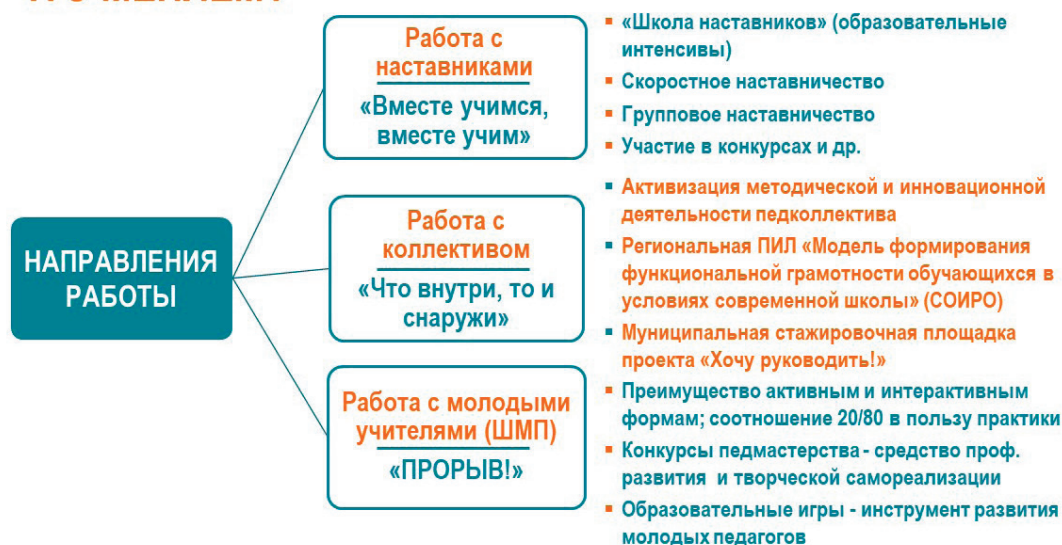 НАПРАВЛЕНИЯ
РАБОТЫ
Работа с
наставниками
«Вместе учимся,
вместе учим»
▪ «Школа наставников» (образовательные
интенсивы)
▪ Скоростное наставничество
▪ Групповое наставничество
▪ Участие в конкурсах и др.
Работа с
коллективом
«Что внутри, то и
снаружи»
▪ Активизация методической и инновационной
деятельности педколлектива
▪ Региональная ПИЛ «Модель формирования
функциональной грамотности обучающихся в
условиях современной школы» (СОИРО)
▪ Муниципальная стажировочная площадка
проекта «Хочу руководить!»
Работа с молодыми
учителями (ШМП)
«ПРОРЫВ!»
▪ Преимущество активным и интерактивным
формам; соотношение 20/80 в пользу практики
▪ Конкурсы педмастерства - средство проф.
развития и творческой самореализации
▪ Образовательные игры - инструмент развития
молодых педагогов